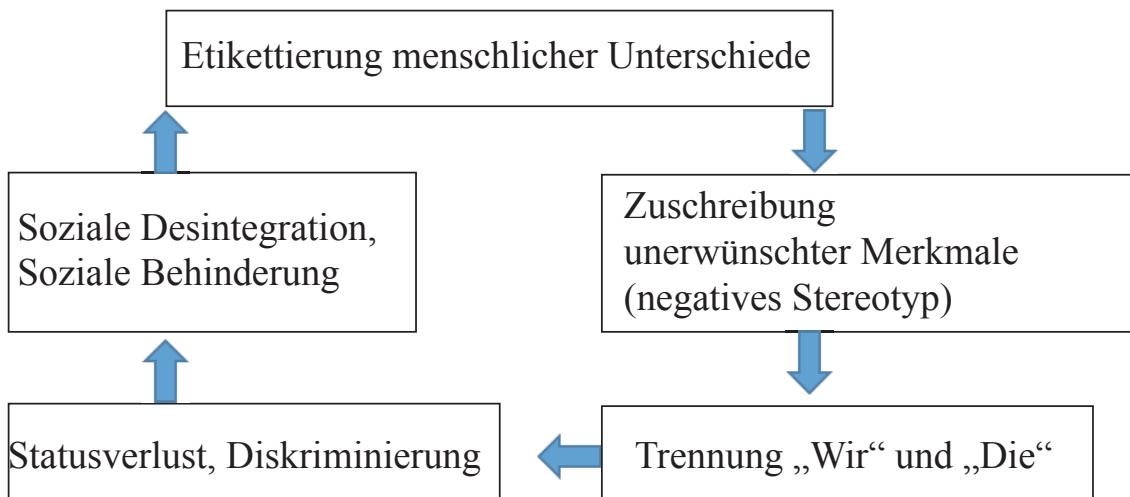 Etikettierung menschlicher Unterschiede
Zuschreibung
unerwünschter Merkmale
(negatives Stereotyp)
Trennung „Wir“ und „Die“
Statusverlust, Diskriminierung
Soziale Desintegration,
Soziale Behinderung